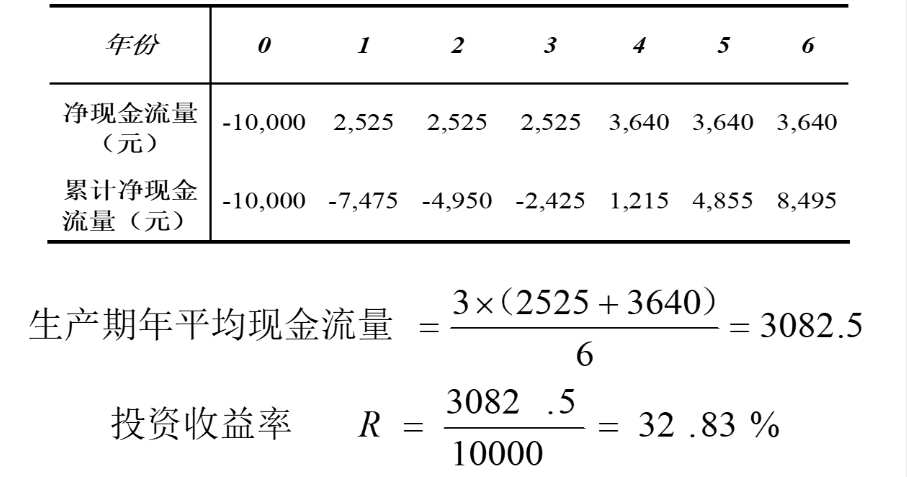 年份 0 1 2 3 4 5 6
净现金流量（元） -10,000 2,525 2,525 2,525 3,640 3,640 3,640
累计净现金流量（元） -10,000 -7,475 -4,950 -2,425 1,215 4,855 8,495
生产期年平均现金流量 = 3×（2525+3640）/6 = 3082.5
投资收益率 R = 3082 .5/10000 = 32 .83 %